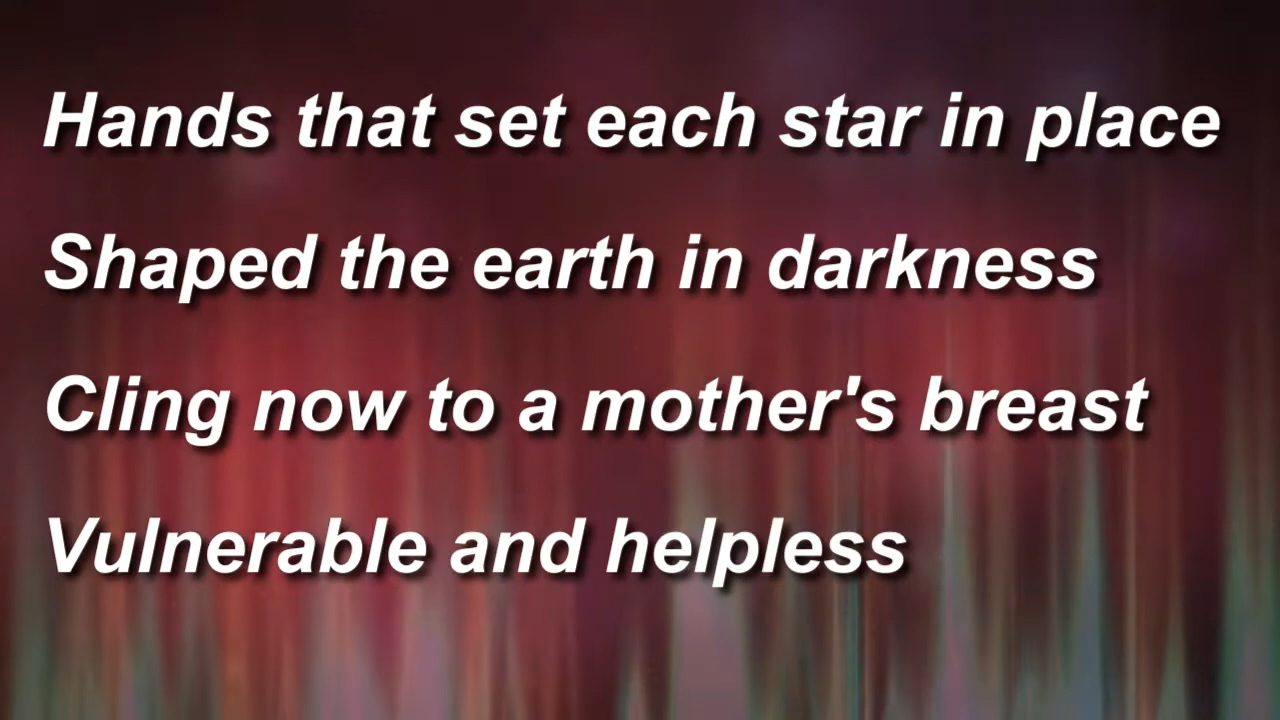 Hands that set each star in place
Shaped the earth in darkness
Cling now to a mother's breast
Vulnerable and helpless